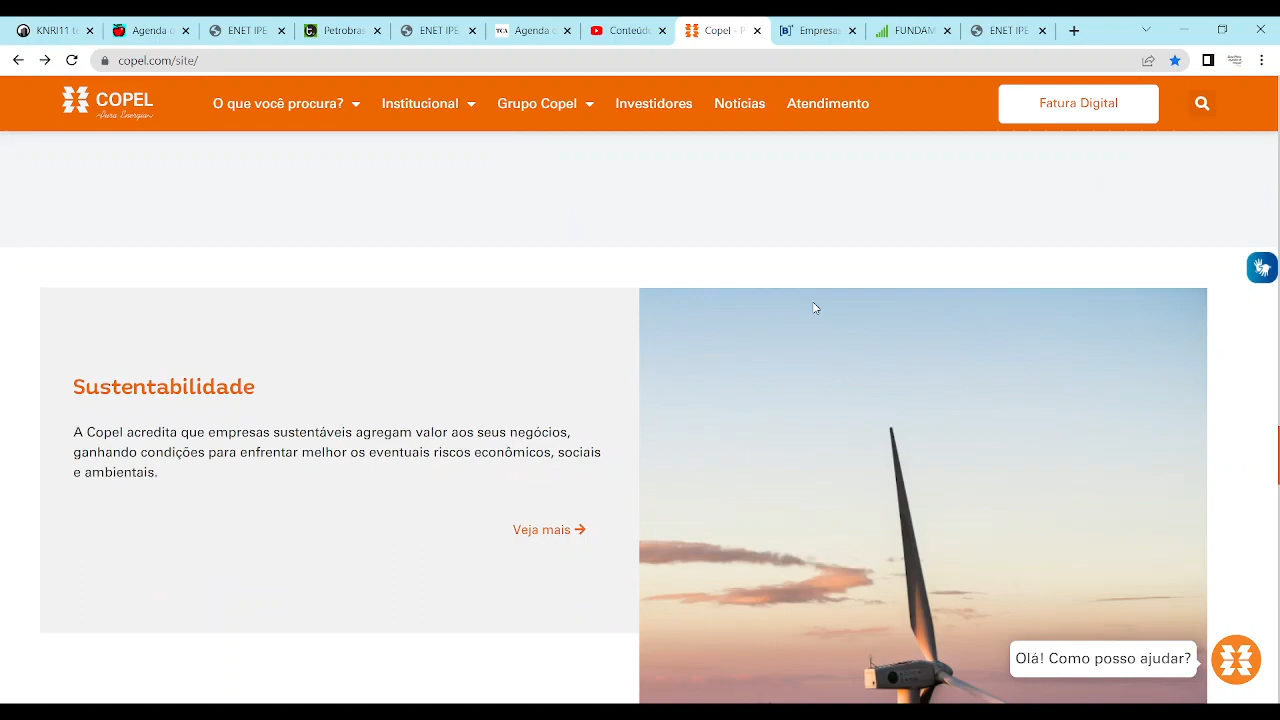 KNRI11 te
Agenda d
ENET IPE
Petrobras
ENET IPE
TCA
Agenda d
Conteúdo
Copel - P
Empresas
FUNDAM
ENET IPE
copel.com/site/
COPEL
Pura Energia
O que você procura?
Institucional
Grupo Copel
Investidores
Notícias
Atendimento
Fatura Digital
Sustentabilidade
A Copel acredita que empresas sustentáveis agregam valor aos seus negócios,
ganhando condições para enfrentar melhor os eventuais riscos econômicos, sociais
e ambientais.
Veja mais
Olá! Como posso ajudar?